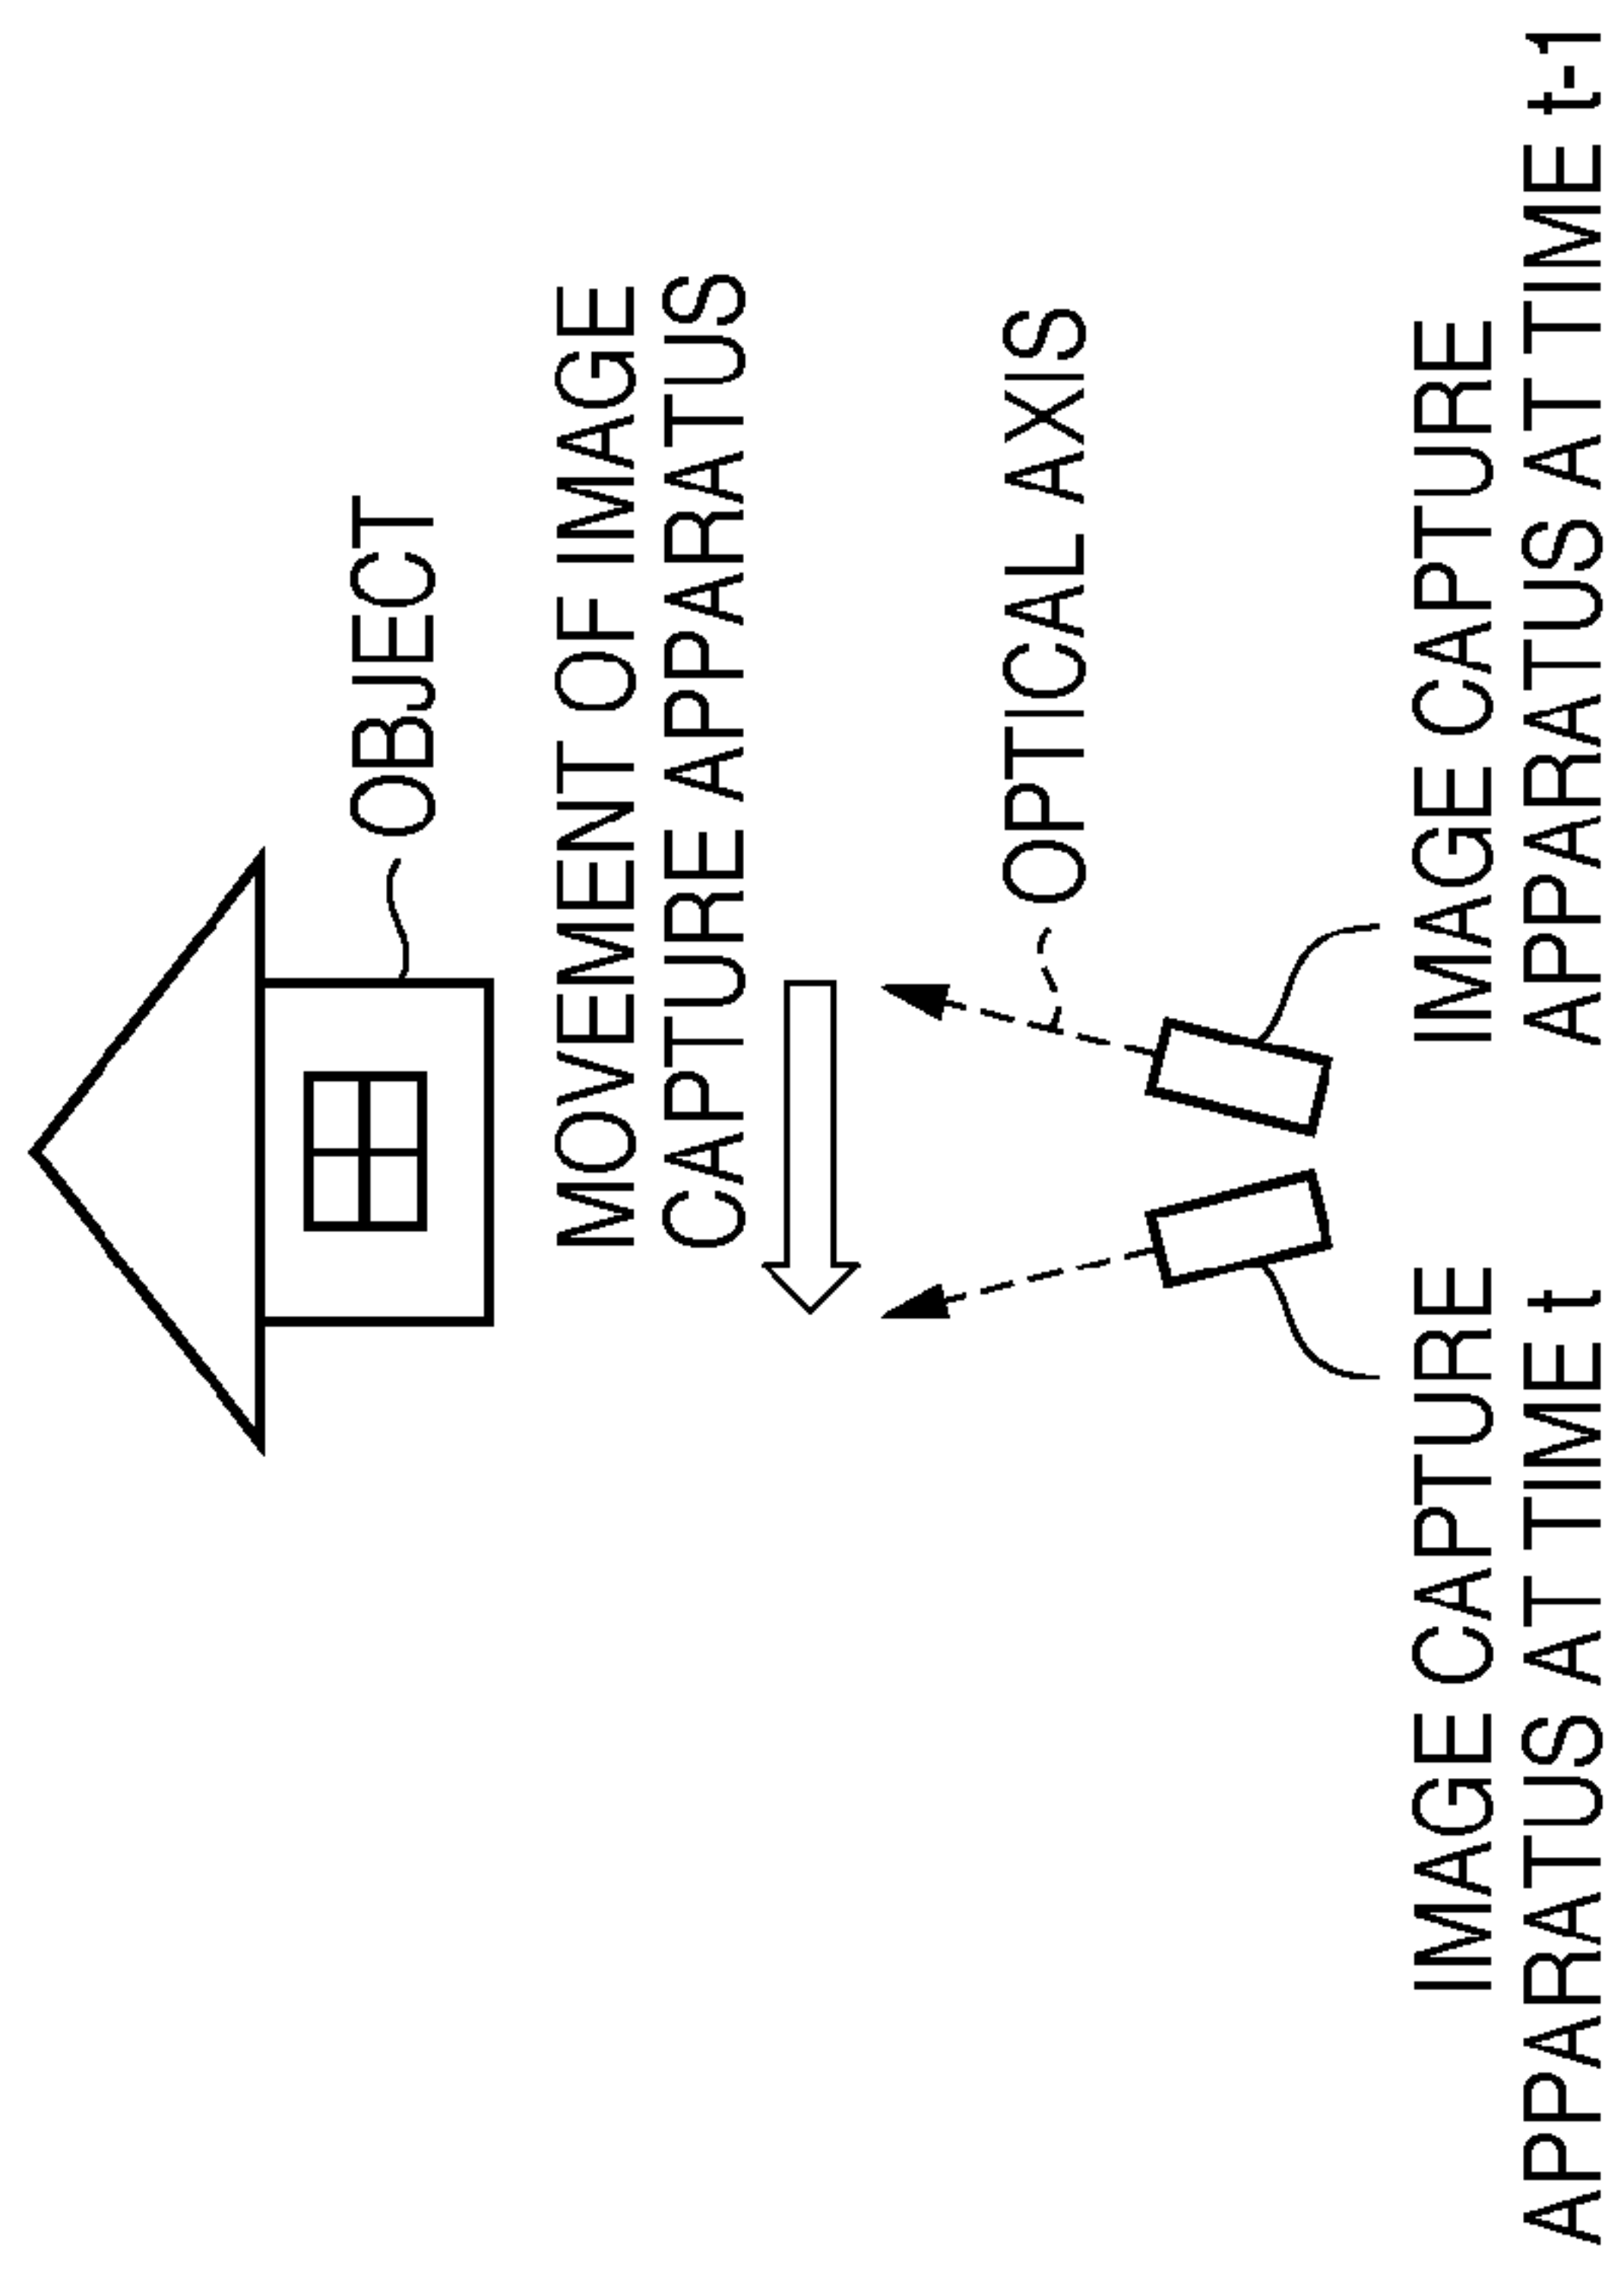 OBJECT
MOVEMENT OF IMAGE
CAPTURE APPARATUS
OPTICAL AXIS
IMAGE CAPTURE
APPARATUS AT TIME t
IMAGE CAPTURE
APPARATUS AT TIME t-1